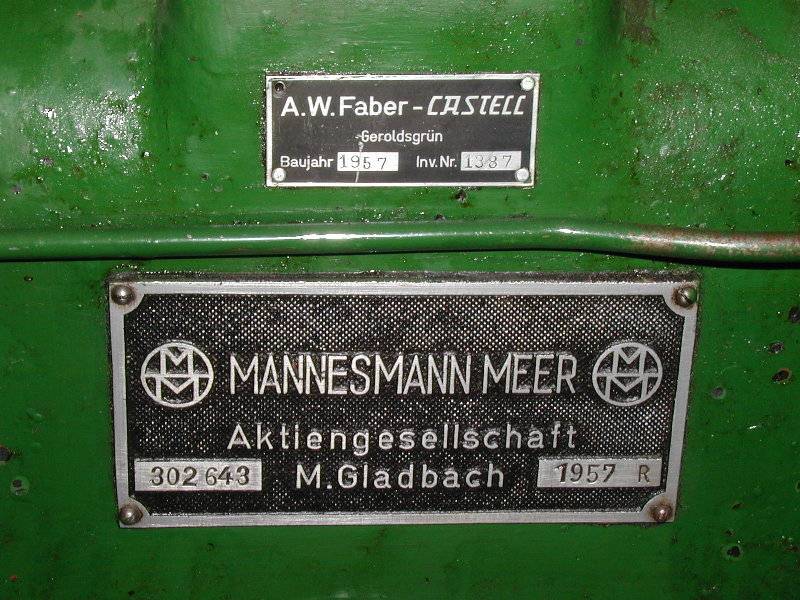 A.W.Faber-CASTELL
Geroldsgrün
Baujahr 1957 Inv.Nr. 1387
MANNESMANN MEER
Aktiengesellschaft
302643 M.Gladbach 1957 R